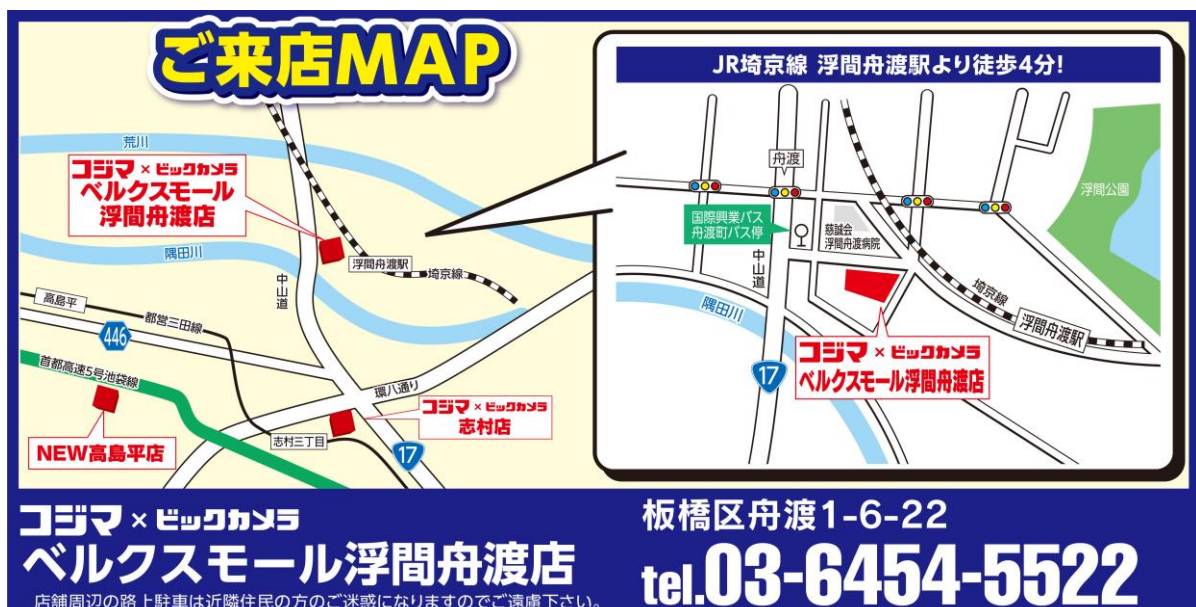 ご来店MAP
荒川
コジマ×ビックカメラ
ベルクスモール
浮間舟渡店
隅田川
中山道
浮間舟渡駅
埼京線
高島平
都営三田線
446
首都高速5号池袋線
NEW高島平店
環八通り
コジマ×ビックカメラ
志村店
志村三丁目
17
JR埼京線 浮間舟渡駅より徒歩4分!
舟渡
浮間公園
国際興業バス
舟渡町バス停
慈誠会
浮間舟渡病院
中山道
隅田川
埼京線
浮間舟渡駅
コジマ×ビックカメラ
ベルクスモール浮間舟渡店
17
コジマ×ビックカメラ
ベルクスモール浮間舟渡店
店舗周辺の路上駐車は近隣住民の方のご迷惑になりますのでご遠慮下さい。
板橋区舟渡1-6-22
tel.03-6454-5522